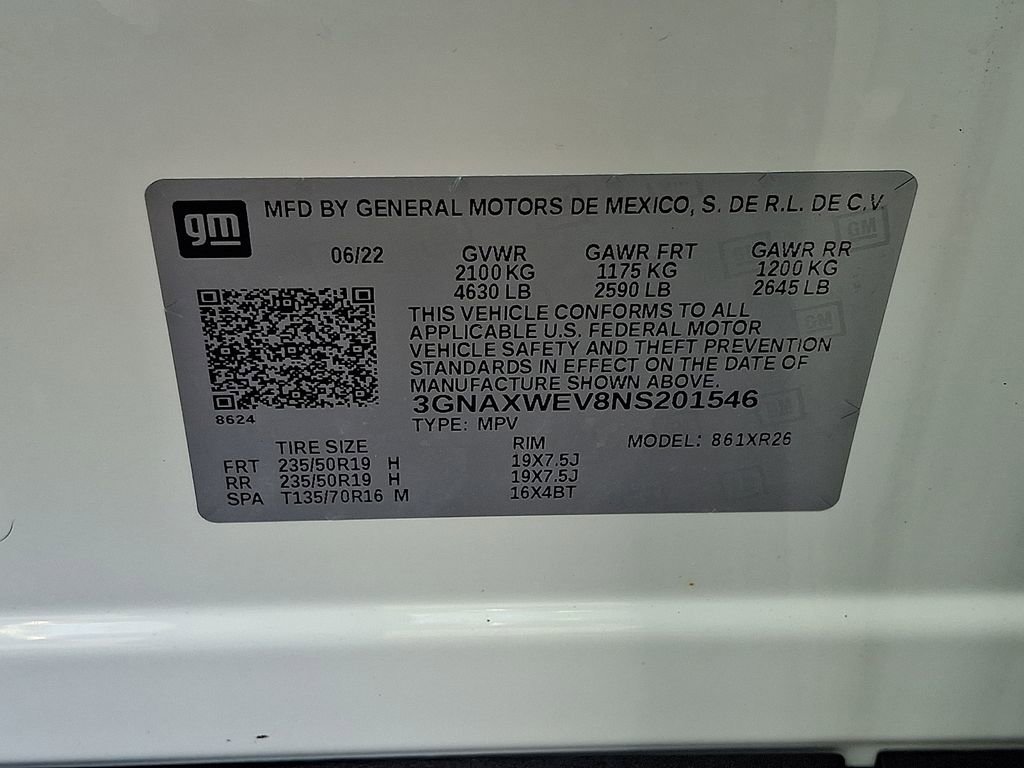 gm MFD BY GENERAL MOTORS DE MEXICO, S. DE R.L. DE C.V.
06/22 GVWR GAWR FRT GAWR RR
2100 KG 1175 KG 1200 KG
4630 LB 2590 LB 2645 LB
THIS VEHICLE CONFORMS TO ALL
APPLICABLE U.S. FEDERAL MOTOR
VEHICLE SAFETY AND THEFT PREVENTION
STANDARDS IN EFFECT ON THE DATE OF
MANUFACTURE SHOWN ABOVE.
3GNAXWEV8NS201546
8624
TYPE: MPV
TIRE SIZE RIM MODEL: 861XR26
FRT 235/50R19 H 19X7.5J
RR 235/50R19 H 19X7.5J
SPA T135/70R16 M 16X4BT
GM